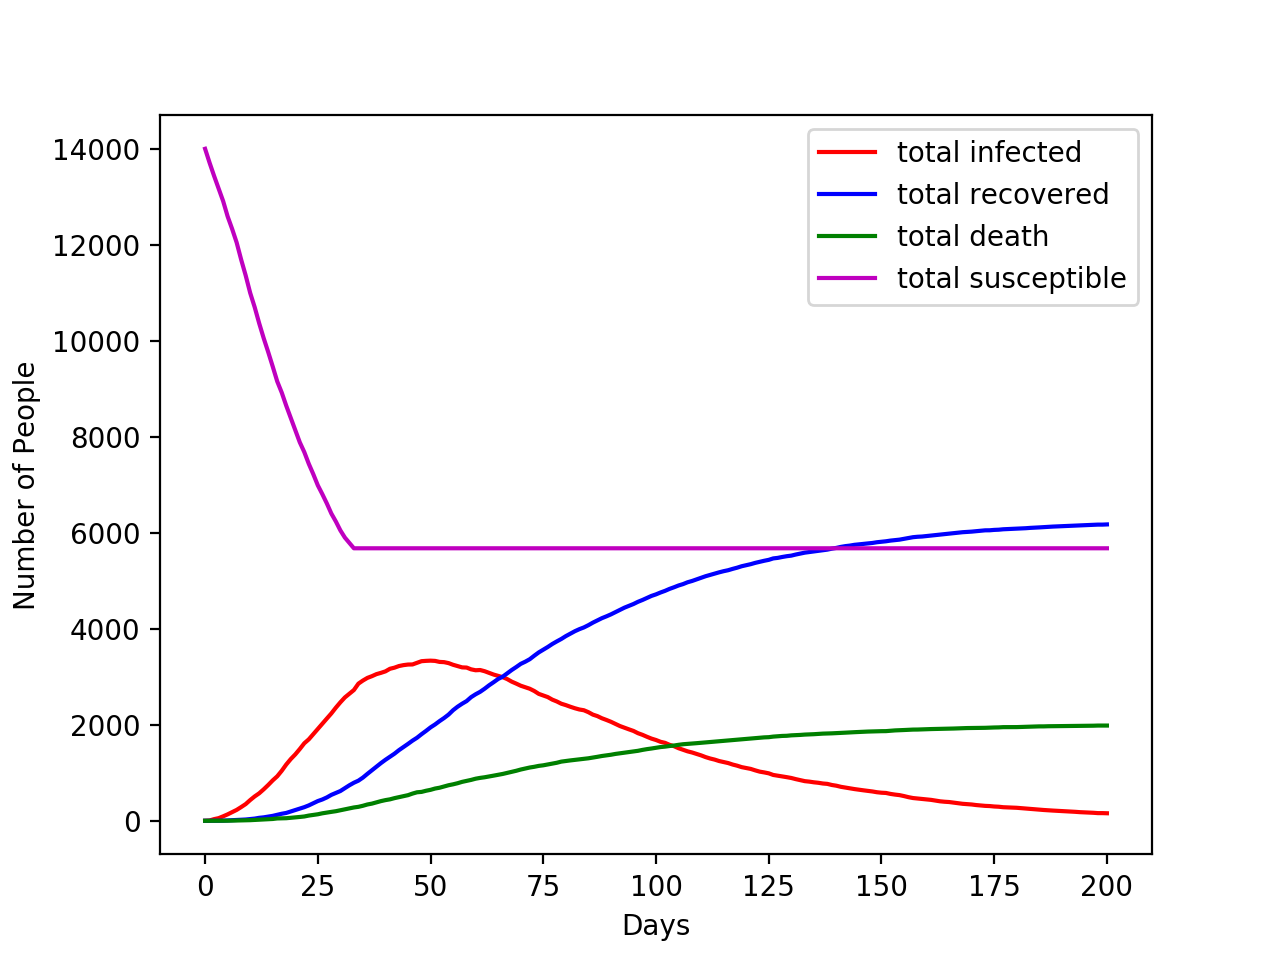 total infected
total recovered
total death
total susceptible
14000
12000
10000
8000
6000
4000
2000
0
Number of People
0 25 50 75 100 125 150 175 200
Days